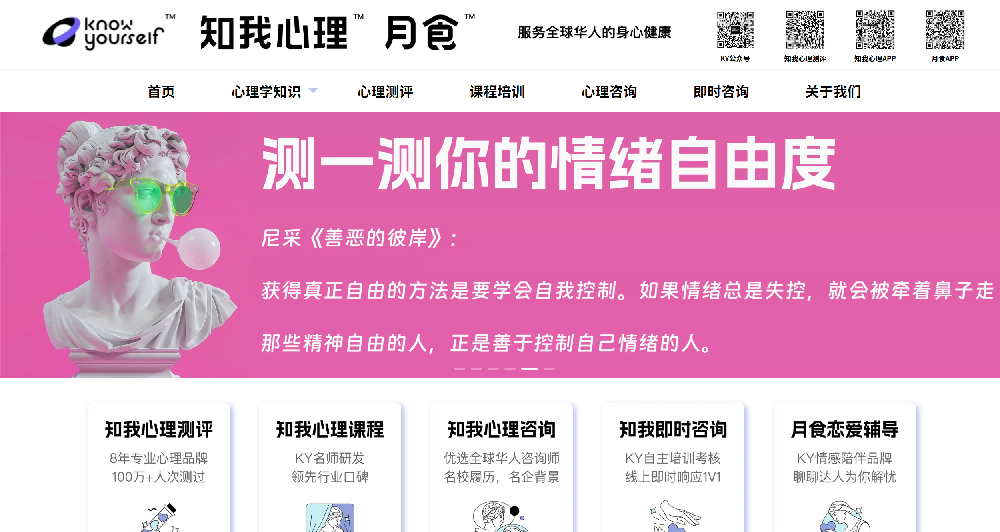 know yourself TM
知我心理 TM
月食 TM
服务全球华人的身心健康
KY公众号
知我心理测评
知我心理APP
月食APP
首页
心理学知识
心理测评
课程培训
心理咨询
即时咨询
关于我们
测一测你的情绪自由度
尼采《善恶的彼岸》：
获得真正自由的方法是要学会自我控制。如果情绪总是失控，就会被牵着鼻子走
那些精神自由的人，正是善于控制自己情绪的人。
知我心理测评
8年专业心理品牌
100万+人次测过
知我心理课程
KY名师研发
领先行业口碑
知我心理咨询
优选全球华人咨询师
名校履历，名企背景
知我即时咨询
KY自主培训考核
线上即时响应1V1
月食恋爱辅导
KY情感陪伴品牌
聊聊达人为你解忧